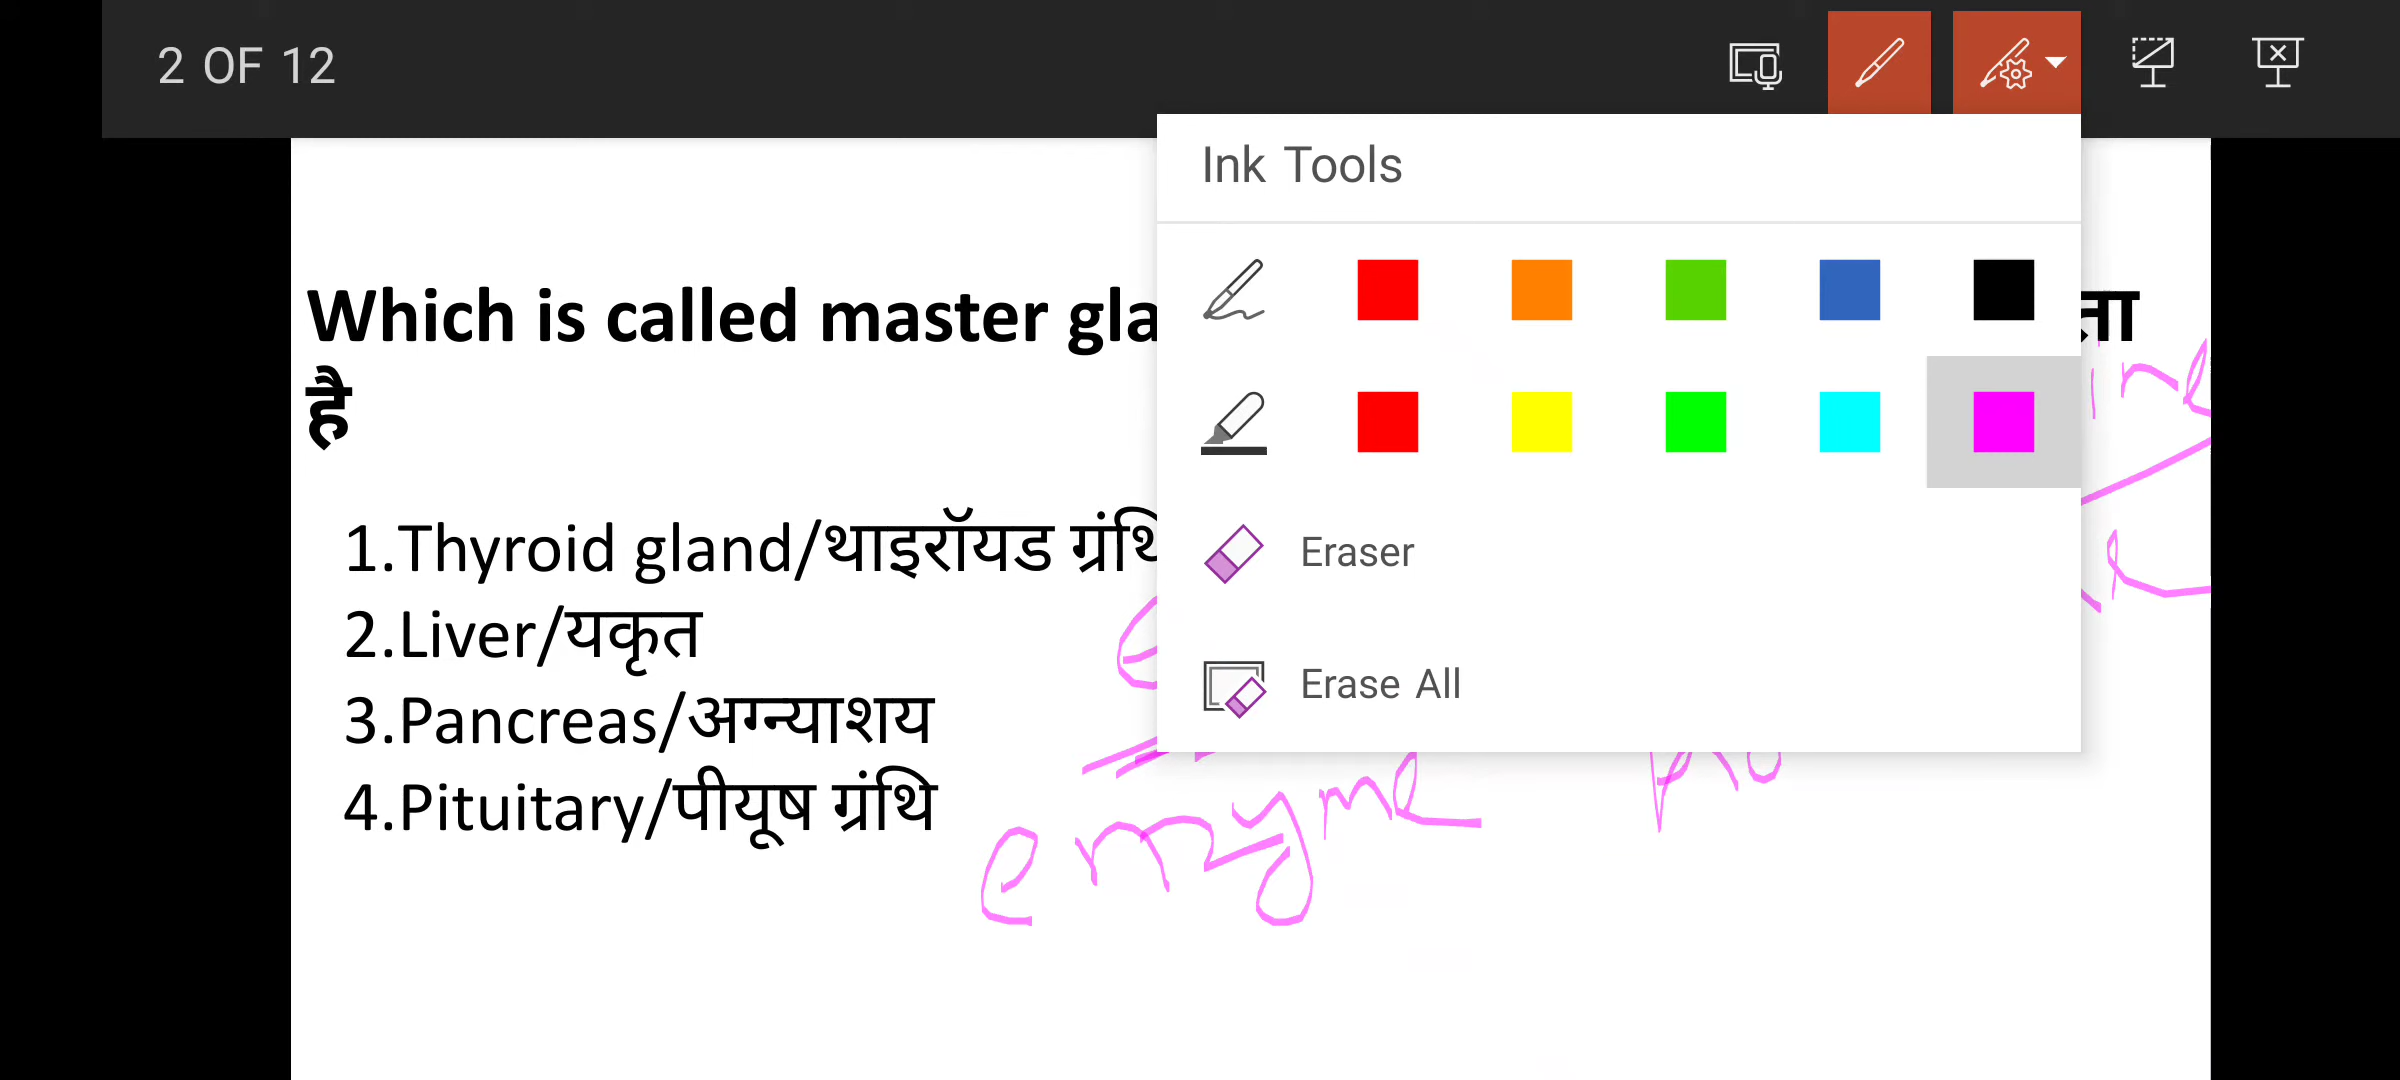 2 OF 12
Ink Tools
Which is called master gla
ता
है
1.Thyroid gland/थाइरॉयड ग्रंथि
2.Liver/यकृत
3.Pancreas/अग्न्याशय
4.Pituitary/पीयूष ग्रंथि
Eraser
Erase All
enzyme